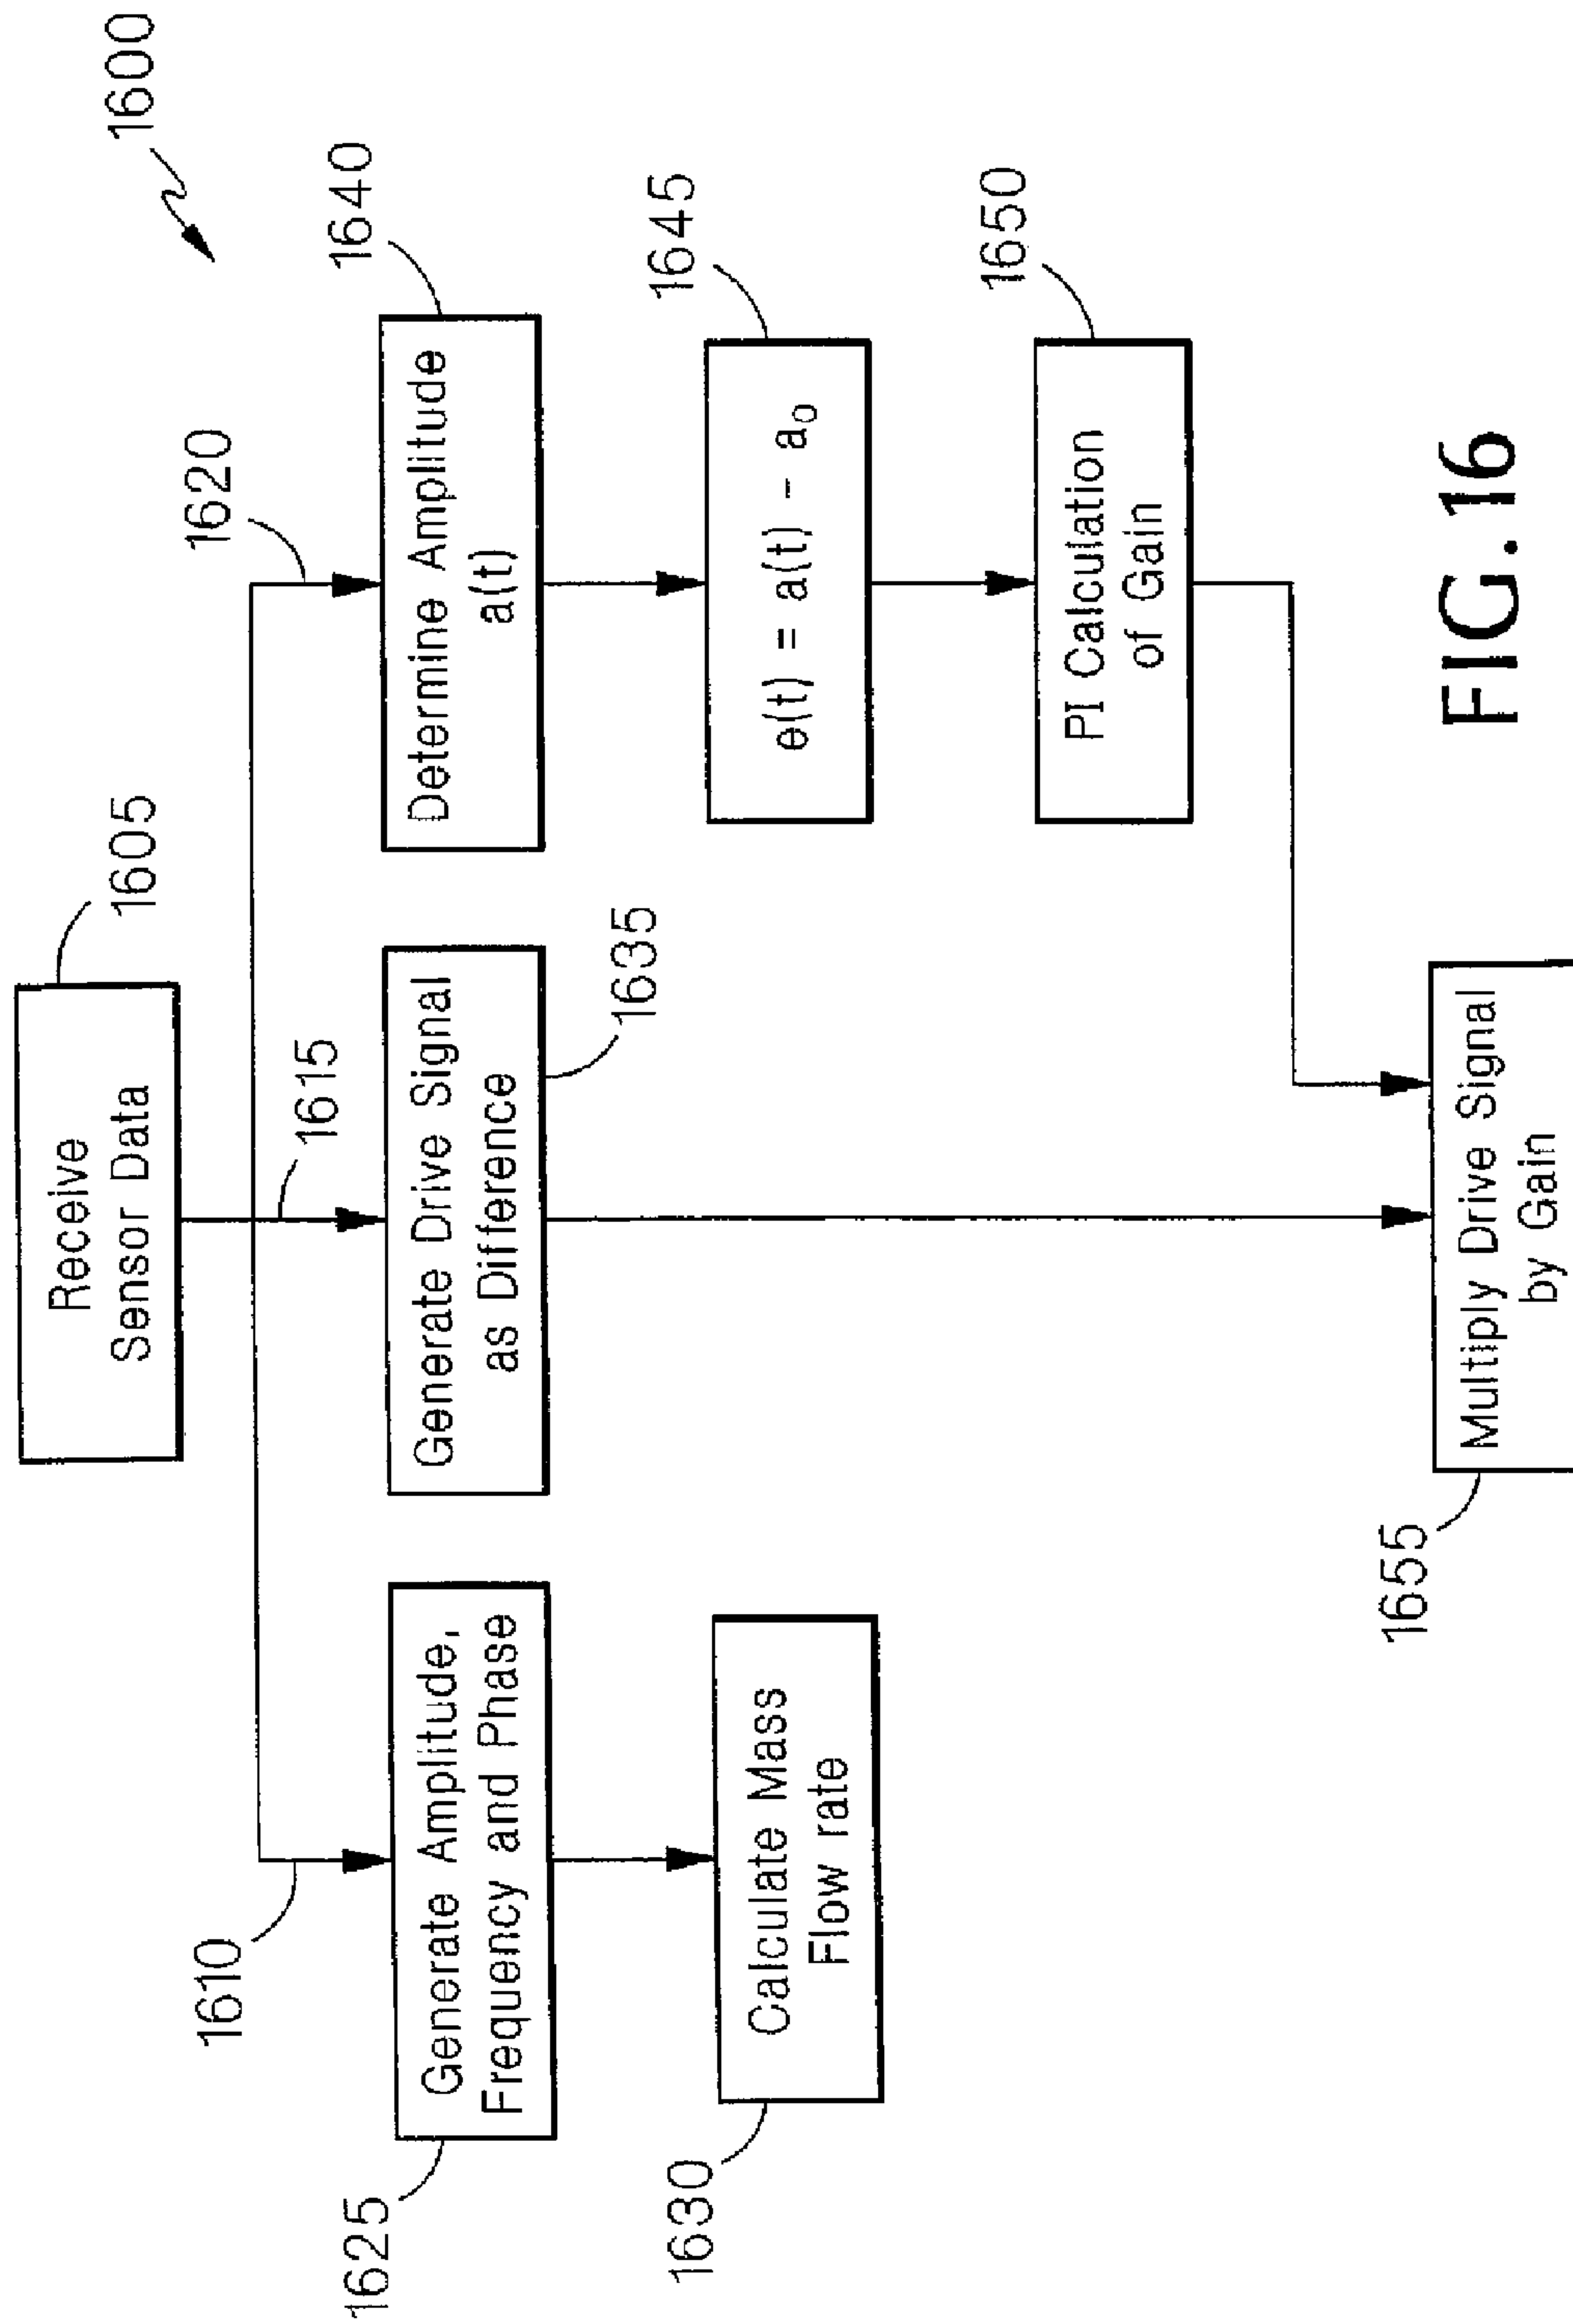 1600
Receive
Sensor Data
1605
1610
1615
1620
Generate Amplitude,
Frequency and Phase
1625
Generate Drive Signal
as Difference
1635
Determine Amplitude
a(t)
1640
Calculate Mass
Flow rate
1630
e(t) = a(t) - a₀
1645
PI Calculation
of Gain
1650
Multiply Drive Signal
by Gain
1655
FIG. 16